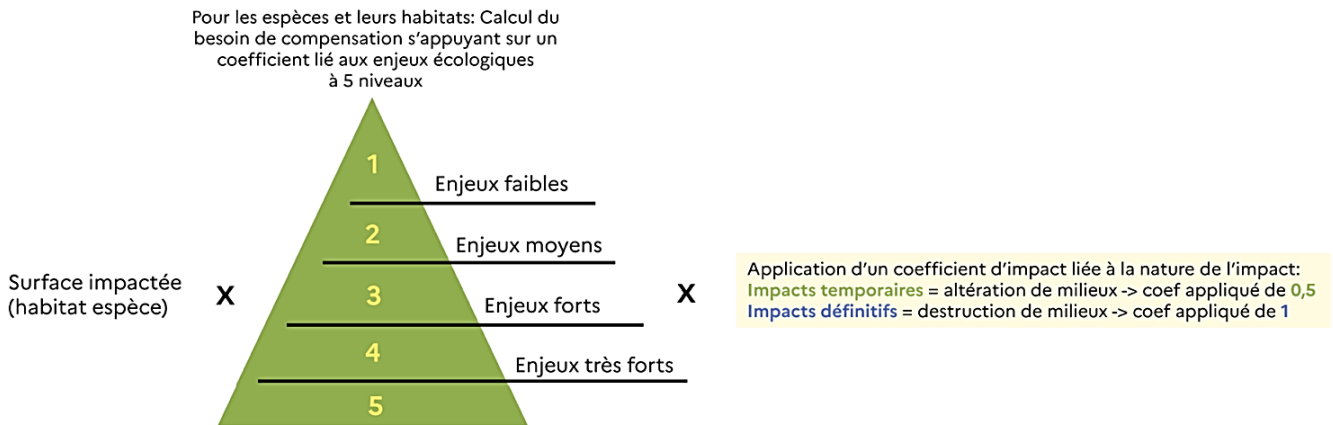 Pour les espèces et leurs habitats: Calcul du
besoin de compensation s'appuyant sur un
coefficient lié aux enjeux écologiques
à 5 niveaux
1
Enjeux faibles
2
Enjeux moyens
Surface impactée
(habitat espèce)
X
3
Enjeux forts
4
Enjeux très forts
5
X
Application d'un coefficient d'impact liée à la nature de l'impact:
Impacts temporaires = altération de milieux -> coef appliqué de 0,5
Impacts définitifs = destruction de milieux -> coef appliqué de 1